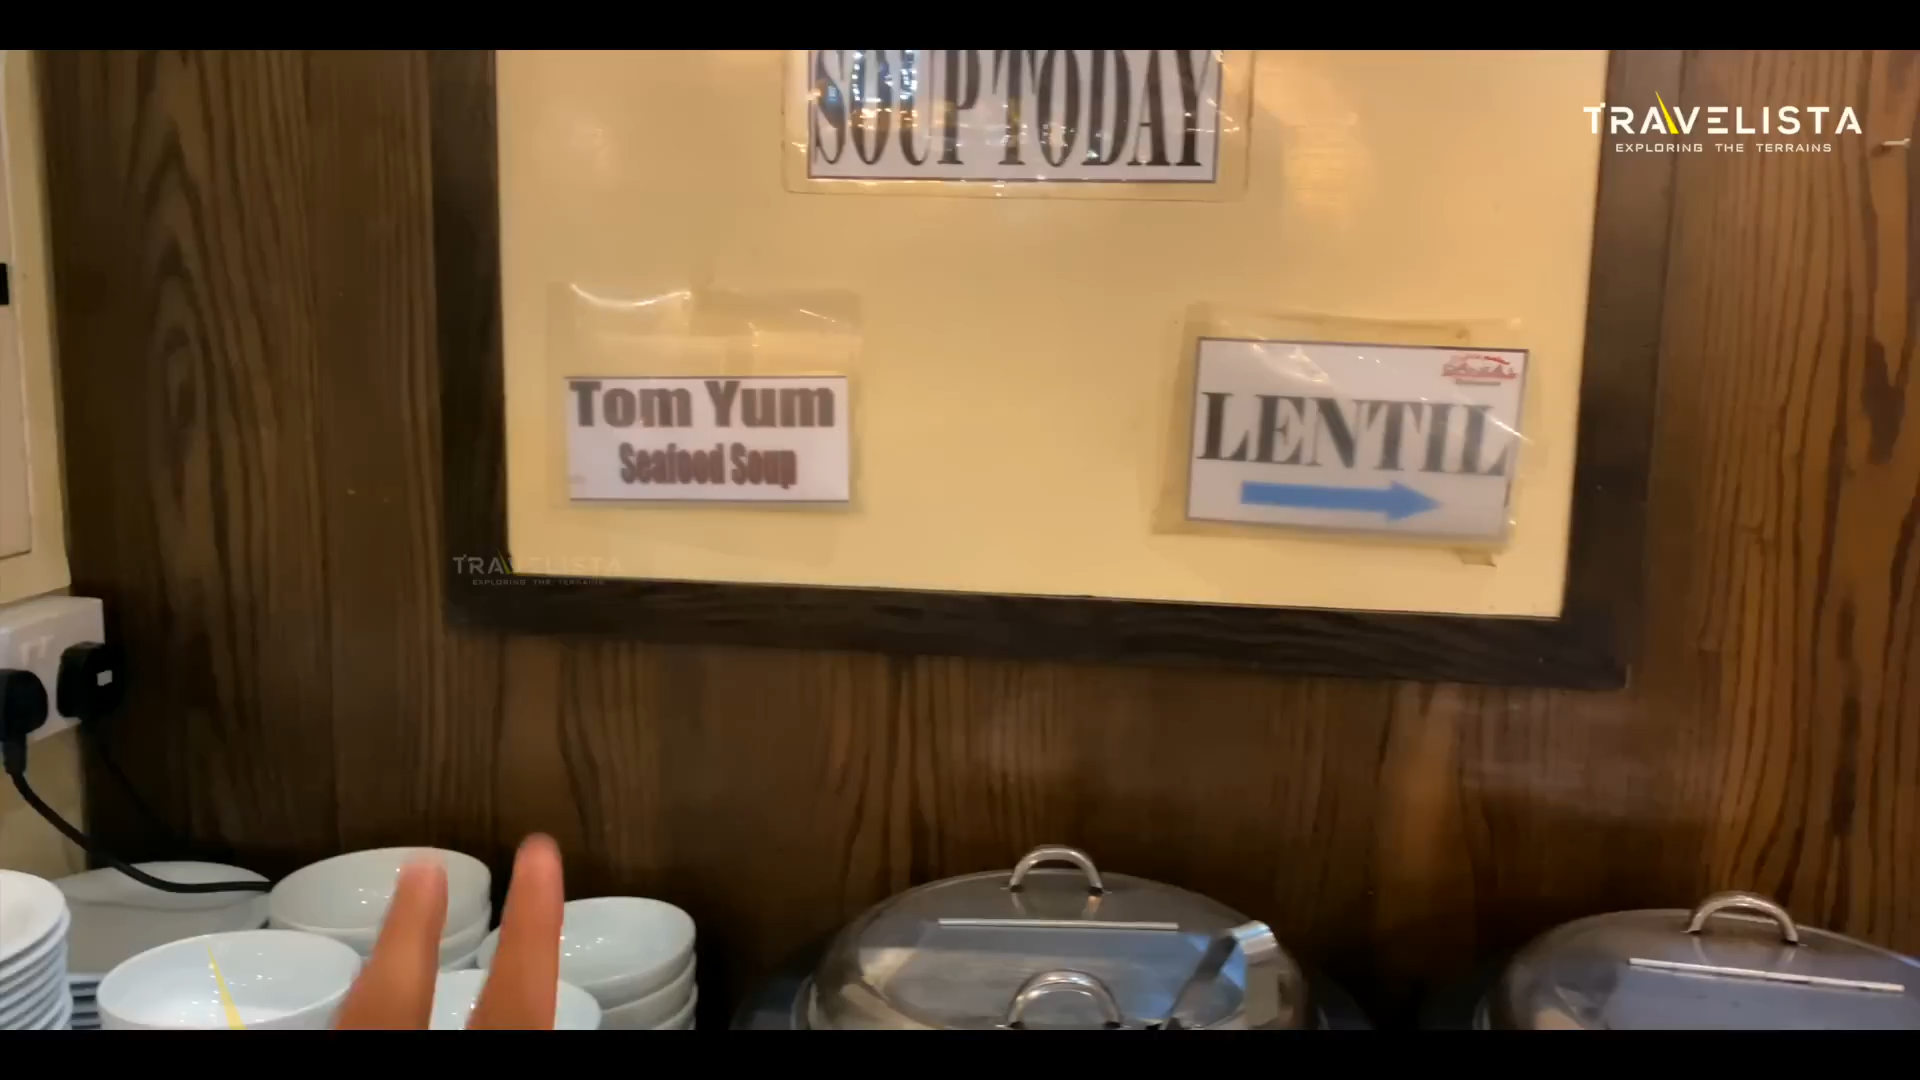 SOUP TODAY
TRAVELISTA
EXPLORING THE TERRAINS
Tom Yum
Seafood Soup
LENTIL
TRAVELISTA
EXPLORING THE TERRAINS